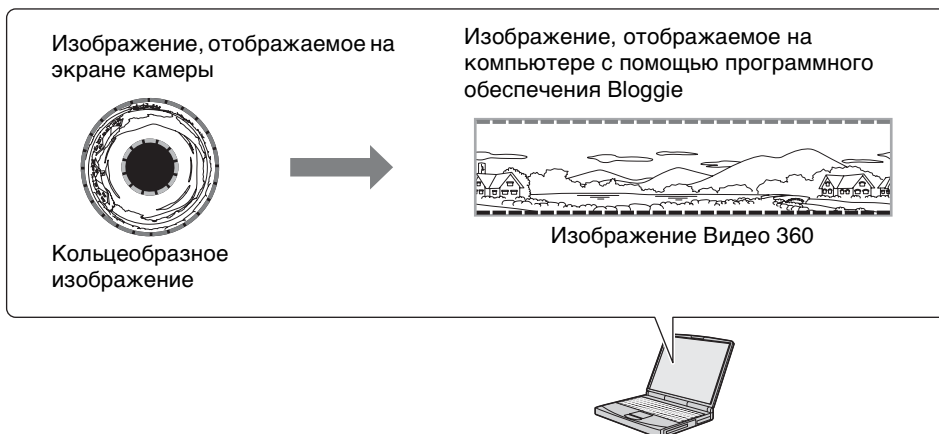 Изображение, отображаемое на
экране камеры
Кольцеобразное
изображение
Изображение, отображаемое на
компьютере с помощью программного
обеспечения Bloggie
Изображение Видео 360